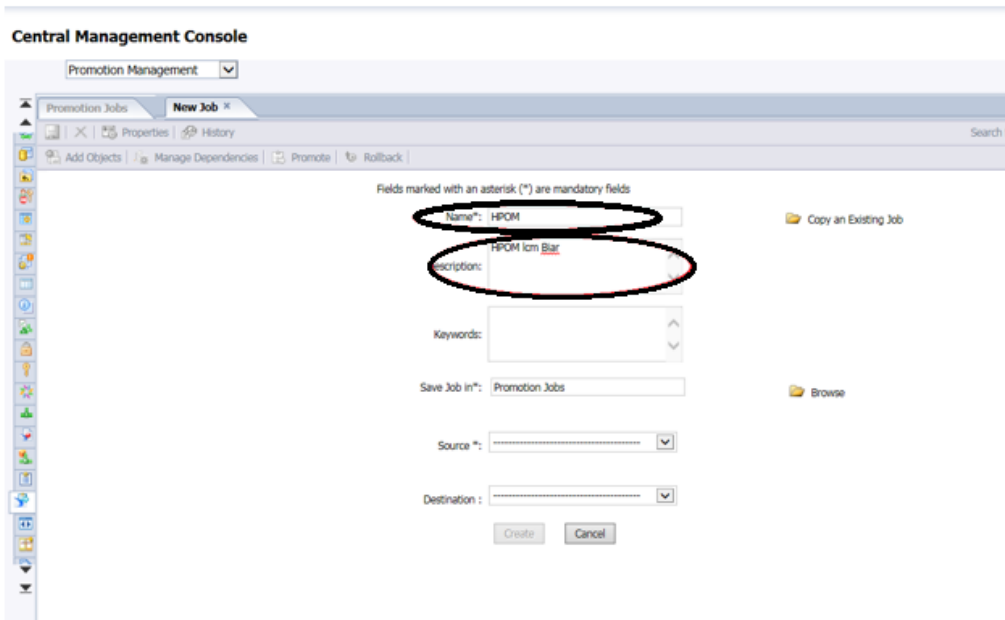 Central Management Console
Promotion Management
Promotion Jobs New Job ×
Properties History Search
Add Objects Manage Dependencies Promote Rollback
Fields marked with an asterisk (*) are mandatory fields
Name*: HPOM Copy an Existing Job
HPOM lcm Biar
escription:
Keywords:
Save Job in*: Promotion Jobs Browse
Source *: ----------------------------------------
Destination : ----------------------------------------
Create Cancel